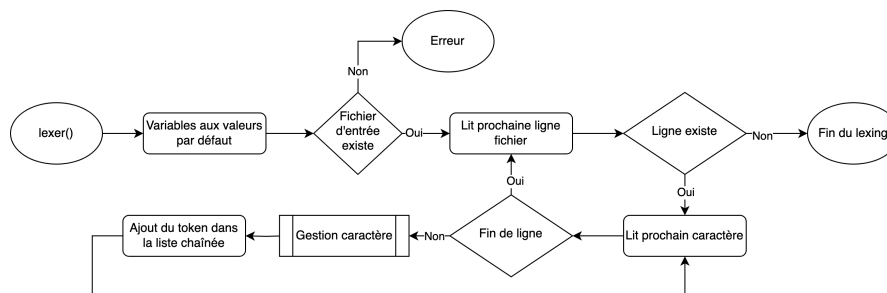 Erreur
Non
lexer()
Variables aux valeurs
par défaut
Fichier
d'entrée
existe
Oui
Lit prochaine ligne
fichier
Ligne existe
Non
Fin du lexing
Oui
Oui
Ajout du token dans
la liste chaînée
Gestion caractère
Non
Fin de ligne
Lit prochain caractère